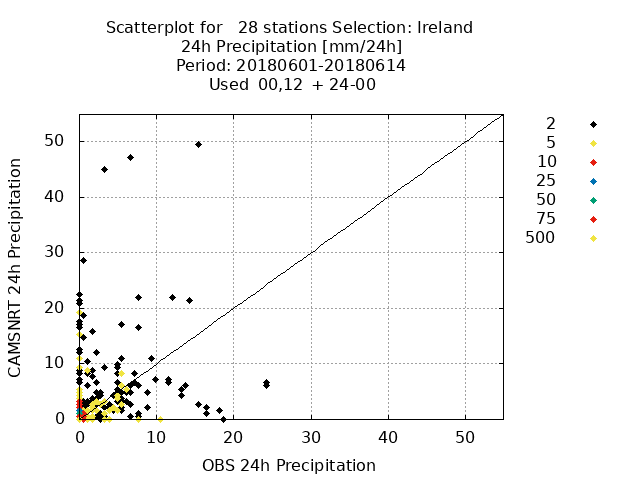 Scatterplot for   28 stations Selection: Ireland
24h Precipitation [mm/24h]
Period: 20180601-20180614
Used  00,12  + 24-00
2
5
10
25
50
75
500
50
40
30
20
10
0
CAMSNRT 24h Precipitation
0 10 20 30 40 50
OBS 24h Precipitation